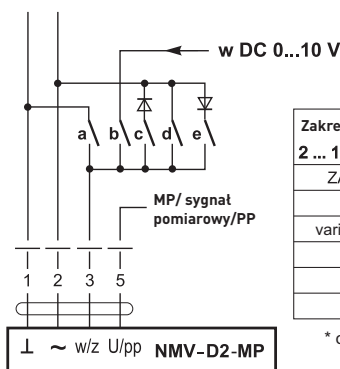 w DC 0...10 V
a b c d e
MP/ sygnał
pomiarowy/PP
1 2 3 5
⊥ ~ w/z U/pp NMV-D2-MP
Zakre
2 ... 1
ZA
vari
* c